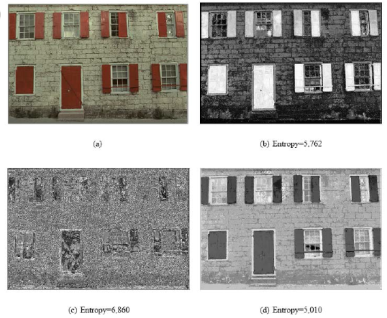 (a)
(b) Entropy=5,762
(c) Entropy=6,860
(d) Entropy=5,010